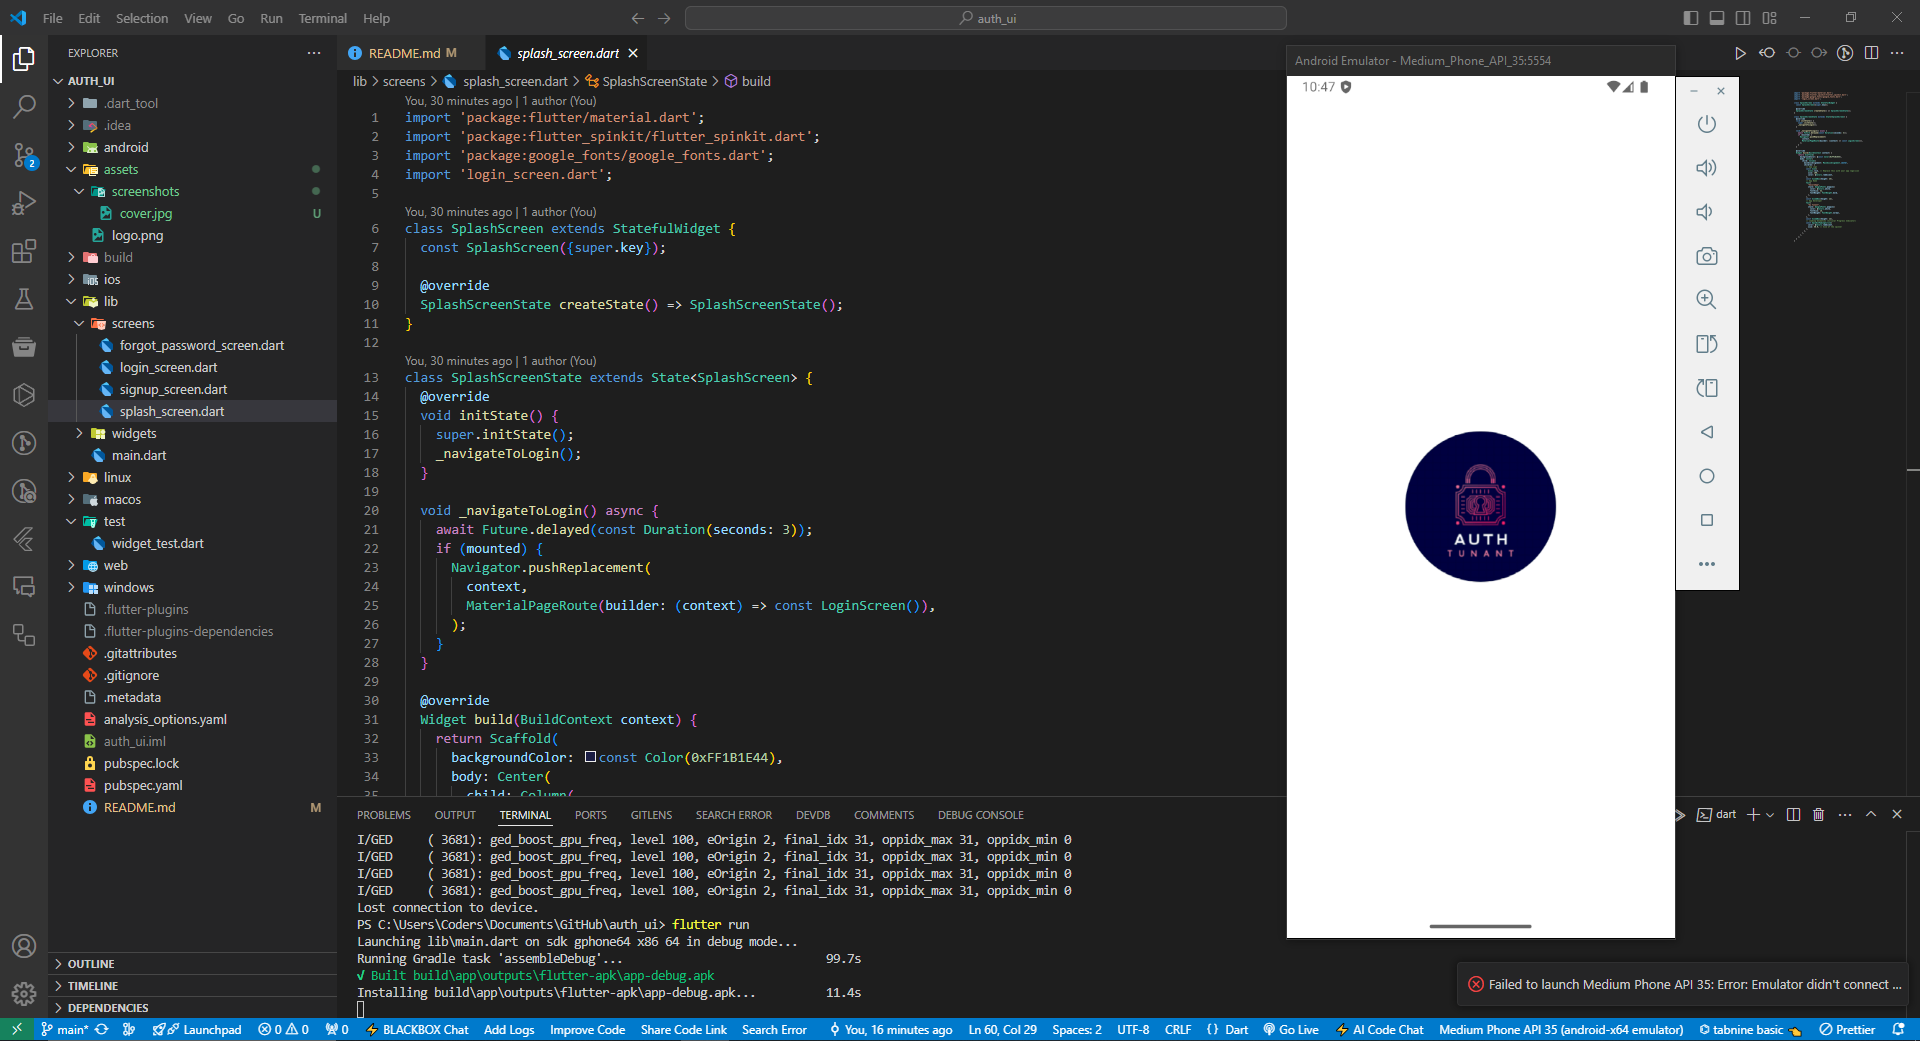 File Edit Selection View Go Run Terminal Help
auth_ui
EXPLORER
AUTH_UI
.dart_tool
.idea
android
assets
screenshots
cover.jpg U
logo.png
build
ios
lib
screens
forgot_password_screen.dart
login_screen.dart
signup_screen.dart
splash_screen.dart
widgets
main.dart
linux
macos
test
widget_test.dart
web
windows
.flutter-plugins
.flutter-plugins-dependencies
.gitattributes
.gitignore
.metadata
analysis_options.yaml
auth_ui.iml
pubspec.lock
pubspec.yaml
README.md M
OUTLINE
TIMELINE
DEPENDENCIES
2
README.md M
splash_screen.dart
lib > screens > splash_screen.dart > SplashScreenState > build
You, 30 minutes ago | 1 author (You)
1 import 'package:flutter/material.dart';
2 import 'package:flutter_spinkit/flutter_spinkit.dart';
3 import 'package:google_fonts/google_fonts.dart';
4 import 'login_screen.dart';
5
You, 30 minutes ago | 1 author (You)
6 class SplashScreen extends StatefulWidget {
7 const SplashScreen({super.key});
8
9 @override
10 SplashScreenState createState() => SplashScreenState();
11 }
12
You, 30 minutes ago | 1 author (You)
13 class SplashScreenState extends State<SplashScreen> {
14 @override
15 void initState() {
16 super.initState();
17 _navigateToLogin();
18 }
19
20 void _navigateToLogin() async {
21 await Future.delayed(const Duration(seconds: 3));
22 if (mounted) {
23 Navigator.pushReplacement(
24 context,
25 MaterialPageRoute(builder: (context) => const LoginScreen()),
26 );
27 }
28 }
29
30 @override
31 Widget build(BuildContext context) {
32 return Scaffold(
33 backgroundColor: const Color(0xFF1B1E44),
34 body: Center(
35 child: Column(
Android Emulator - Medium_Phone_API_35:5554
10:47
AUTH
TUNANT
PROBLEMS OUTPUT TERMINAL PORTS GITLENS SEARCH ERROR DEVDB COMMENTS DEBUG CONSOLE
dart
I/GED ( 3681): ged_boost_gpu_freq, level 100, eOrigin 2, final_idx 31, oppidx_max 31, oppidx_min 0
I/GED ( 3681): ged_boost_gpu_freq, level 100, eOrigin 2, final_idx 31, oppidx_max 31, oppidx_min 0
I/GED ( 3681): ged_boost_gpu_freq, level 100, eOrigin 2, final_idx 31, oppidx_max 31, oppidx_min 0
I/GED ( 3681): ged_boost_gpu_freq, level 100, eOrigin 2, final_idx 31, oppidx_max 31, oppidx_min 0
Lost connection to device.
PS C:\Users\Coders\Documents\GitHub\auth_ui> flutter run
Launching lib\main.dart on sdk gphone64 x86 64 in debug mode...
Running Gradle task 'assembleDebug'... 99.7s
√ Built build\app\outputs\flutter-apk\app-debug.apk
Installing build\app\outputs\flutter-apk\app-debug.apk... 11.4s
Failed to launch Medium Phone API 35: Error: Emulator didn't connect ...
main* Launchpad 0 0 0 BLACKBOX Chat Add Logs Improve Code Share Code Link Search Error You, 16 minutes ago Ln 60, Col 29 Spaces: 2 UTF-8 CRLF {} Dart Go Live AI Code Chat Medium Phone API 35 (android-x64 emulator) tabnine basic Prettier